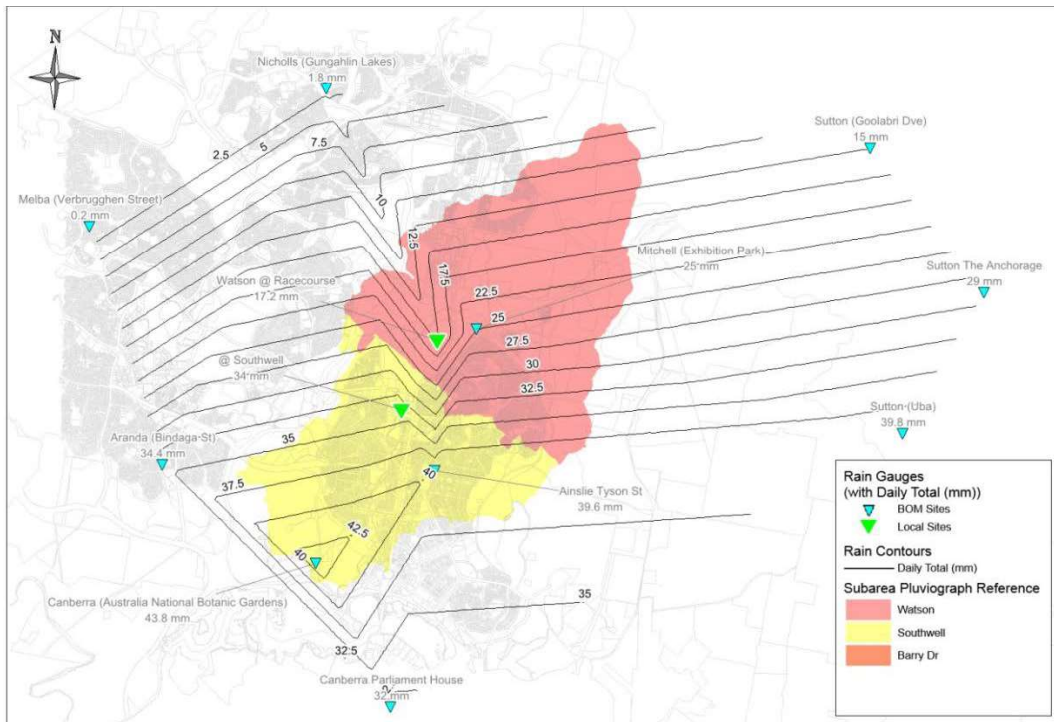 N
Nicholls (Gungahlin Lakes)
1.8 mm
2.5
5
7.5
Sutton (Goolabri Dve)
15 mm
Melba (Verbrugghen Street)
0.2 mm
10
12.5
17.5
Mitchell (Exhibition Park)
25 mm
Watson @ Racecourse
17.2 mm
22.5
Sutton The Anchorage
29 mm
25
27.5
@ Southwell
34 mm
30
32.5
Sutton (Uba)
39.8 mm
Aranda (Bindaga St)
34.4 mm
35
37.5
40
Ainslie Tyson St
39.6 mm
42.5
40
Canberra (Australia National Botanic Gardens)
43.8 mm
35
32.5
Canberra Parliament House
32 mm
Rain Gauges
(with Daily Total (mm))
BOM Sites
Local Sites
Rain Contours
Daily Total (mm)
Subarea Pluviograph Reference
Watson
Southwell
Barry Dr